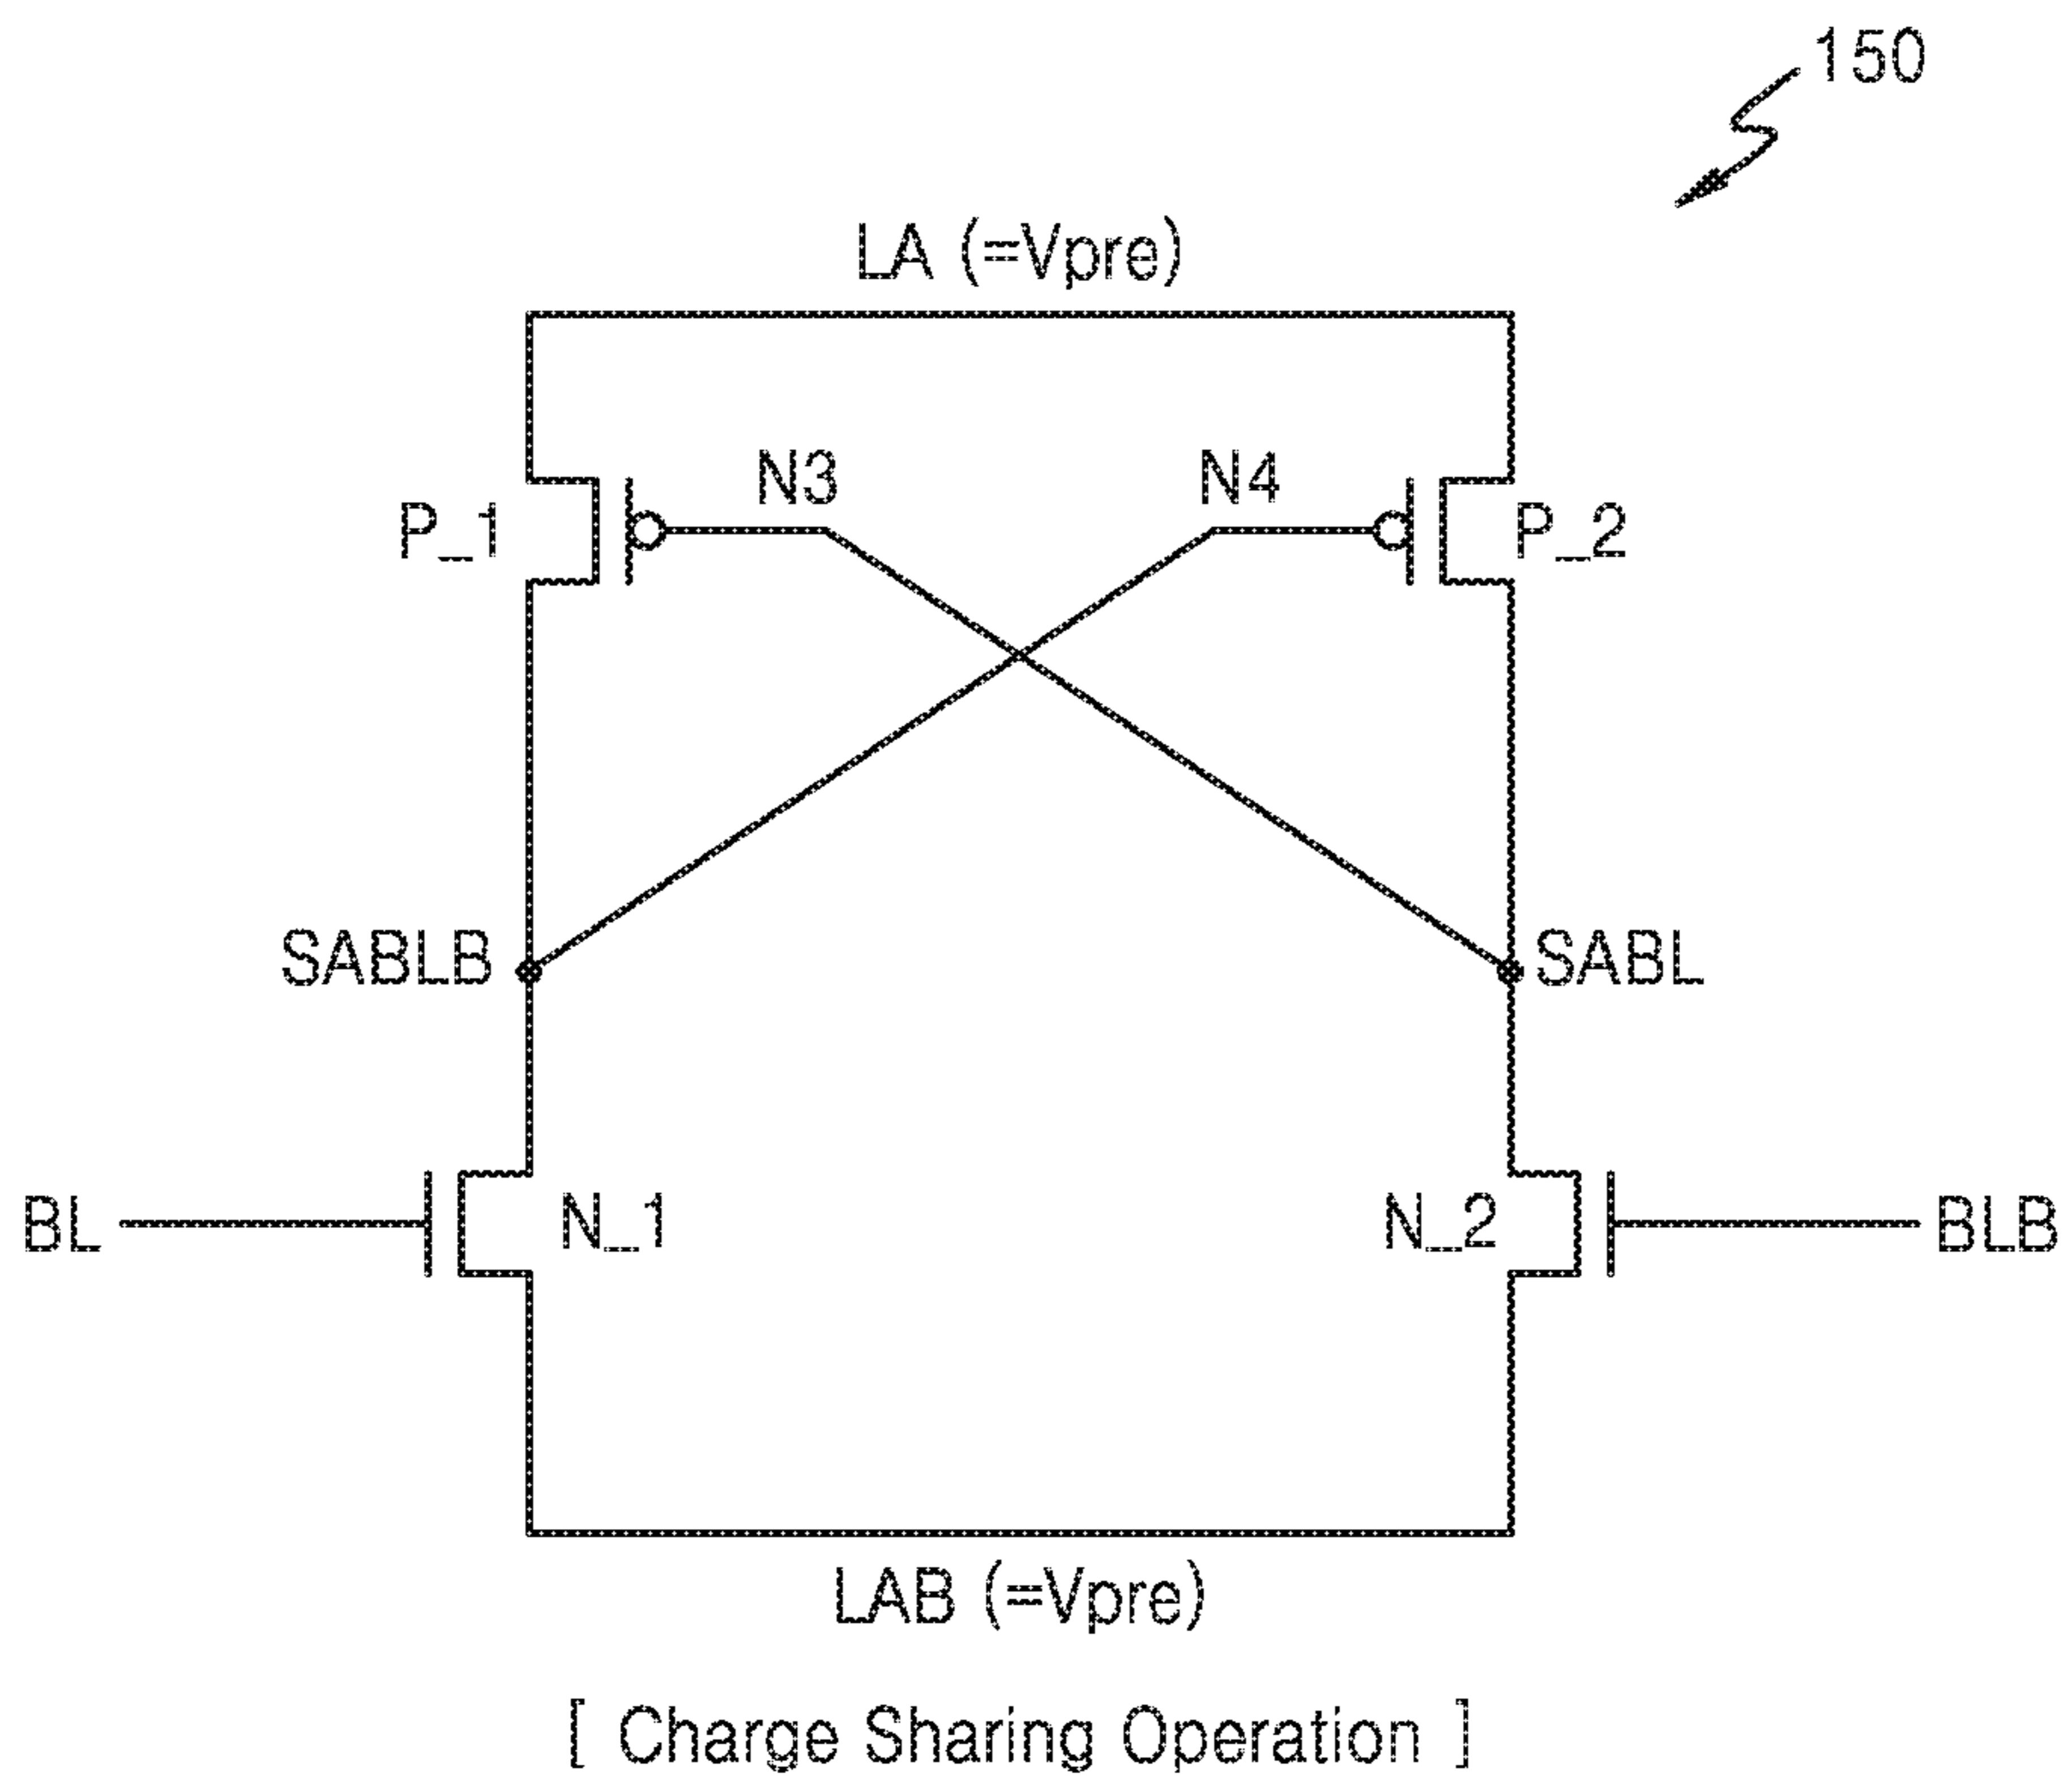 150
LA (=Vpre)
N3 N4
P_1 P_2
SABLB SABL
BL N_1 N_2 BLB
LAB (=Vpre)
[ Charge Sharing Operation ]